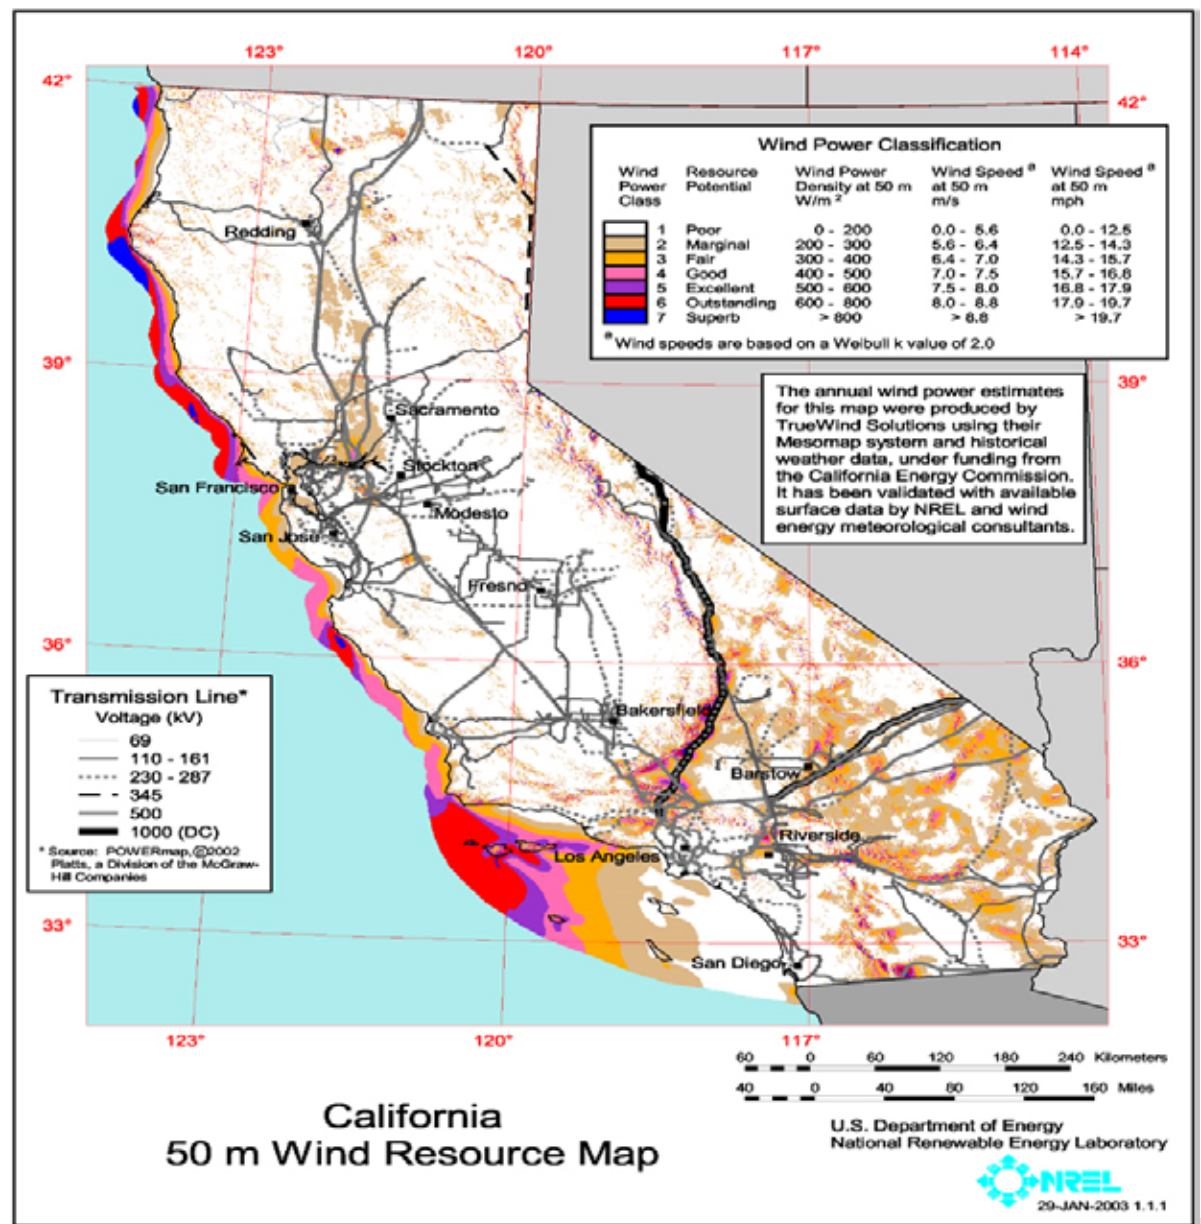 123° 120° 117° 114°
42° 42°
Wind Power Classification
Wind Power Class Resource Potential Wind Power Density at 50 m W/m 2 Wind Speed a at 50 m m/s Wind Speed a at 50 m mph
1 Poor 0 - 200 0.0 - 5.6 0.0 - 12.5
2 Marginal 200 - 300 5.6 - 6.4 12.5 - 14.3
3 Fair 300 - 400 6.4 - 7.0 14.3 - 15.7
4 Good 400 - 500 7.0 - 7.5 15.7 - 16.8
5 Excellent 500 - 600 7.5 - 8.0 16.8 - 17.9
6 Outstanding 600 - 800 8.0 - 8.8 17.9 - 19.7
7 Superb > 800 > 8.8 > 19.7
a Wind speeds are based on a Weibull k value of 2.0
Redding
39° 39°
The annual wind power estimates
for this map were produced by
TrueWind Solutions using their
Mesomap system and historical
weather data, under funding from
the California Energy Commission.
It has been validated with available
surface data by NREL and wind
energy meteorological consultants.
Sacramento
Stockton
San Francisco
Modesto
San Jose
Fresno
36° 36°
Transmission Line*
Voltage (kV)
69
110 - 161
230 - 287
345
500
1000 (DC)
* Source: POWERmap, ©2002
Platts, a Division of the McGraw-
Hill Companies
Bakersfield
Barstow
Riverside
Los Angeles
33° 33°
San Diego
123° 120° 117°
60 0 60 120 180 240 Kilometers
40 0 40 80 120 160 Miles
California
50 m Wind Resource Map
U.S. Department of Energy
National Renewable Energy Laboratory
NREL
29-JAN-2003 1.1.1